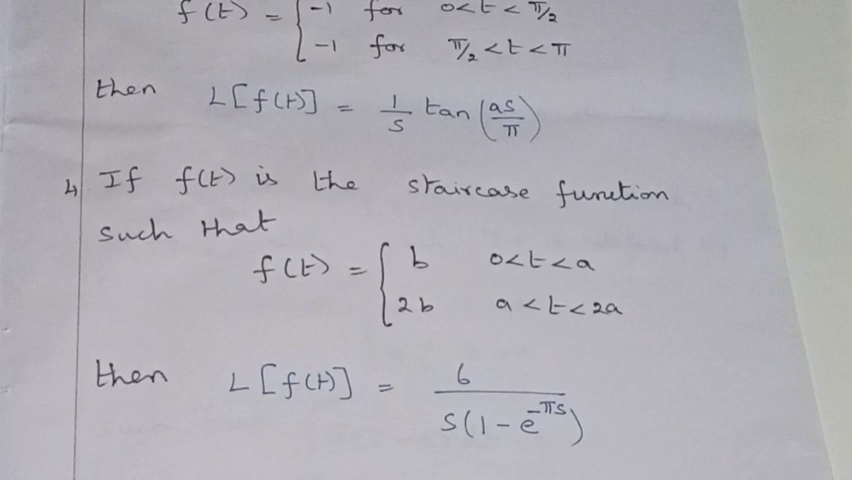 f(t) = { -1 for 0<t<π/2
-1 for π/2<t<π
then L[f(t)] = 1/s tan(as/π)
4 If f(t) is the staircase function
such that
f(t) = { b 0<t<a
2b a<t<2a
then L[f(t)] = 6/s(1-e^-πs)